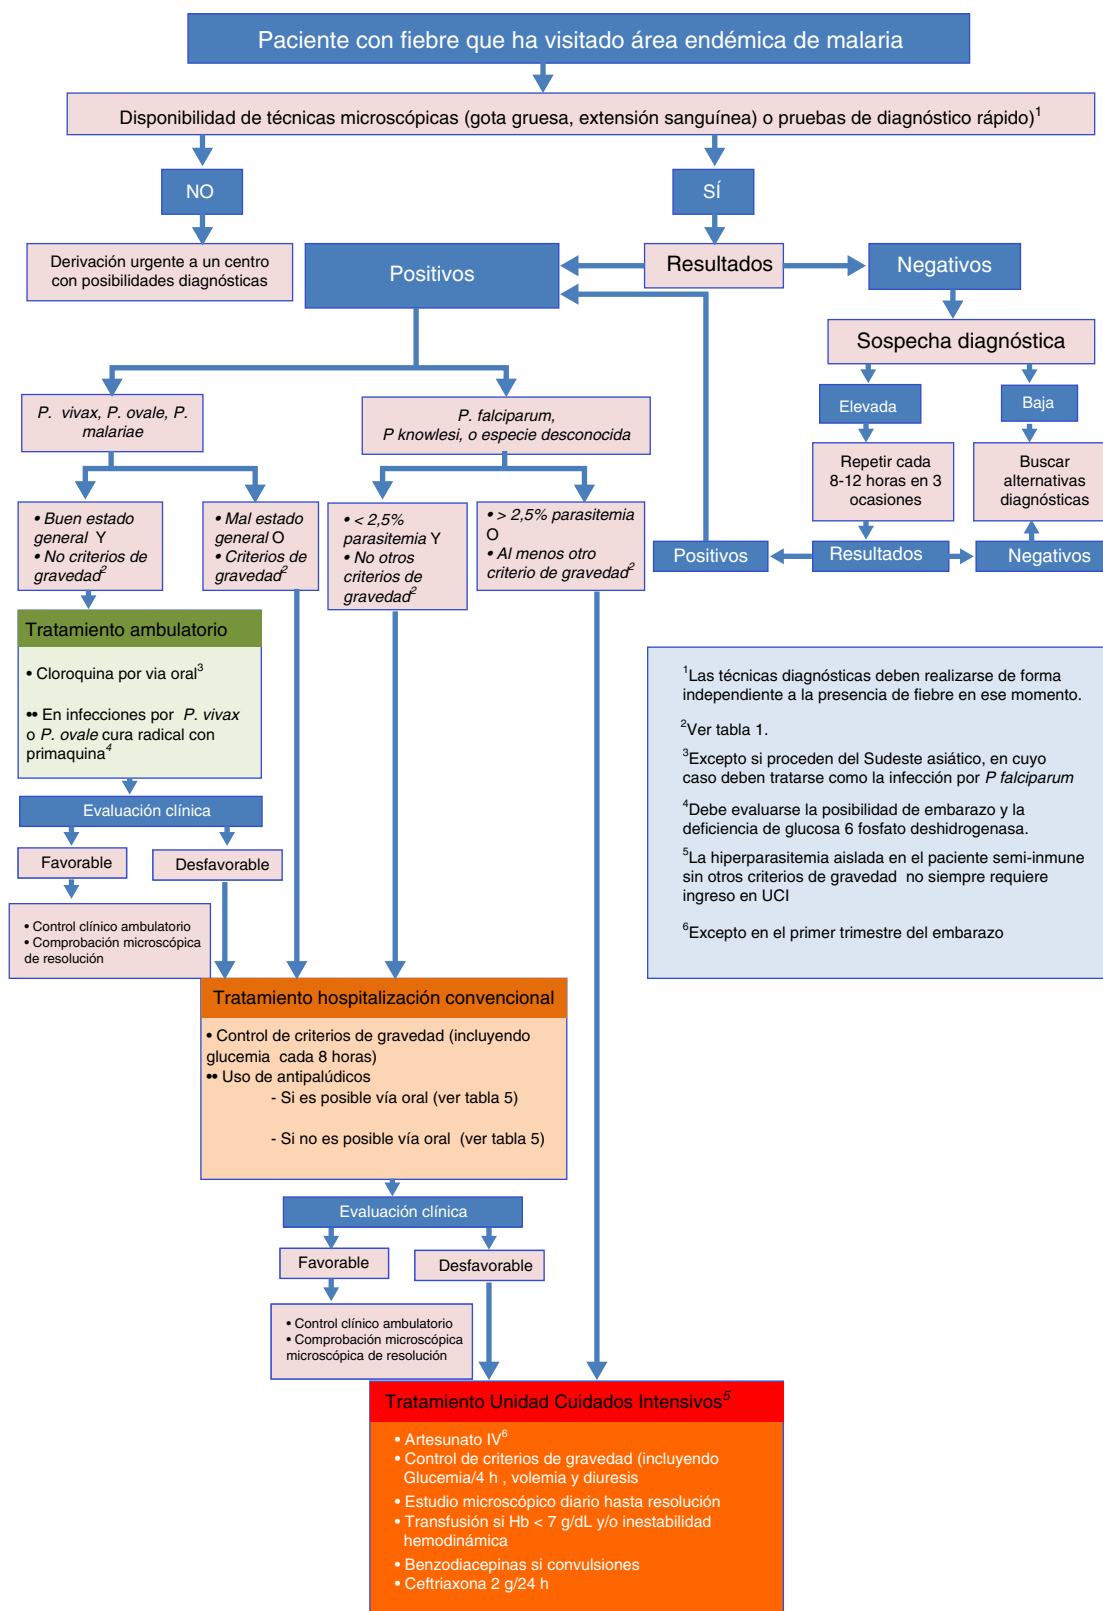 Paciente con fiebre que ha visitado área endémica de malaria
Disponibilidad de técnicas microscópicas (gota gruesa, extensión sanguínea) o pruebas de diagnóstico rápido)1
NO
SÍ
Derivación urgente a un centro
con posibilidades diagnósticas
Positivos
Resultados
Negativos
Sospecha diagnóstica
Elevada
Baja
P. vivax, P. ovale, P.
malariae
P. falciparum,
P knowlesi, o especie desconocida
Repetir cada
8-12 horas en 3
ocasiones
Buscar
alternativas
diagnósticas
• Buen estado
general Y
• No criterios de
gravedad2
• Mal estado
general O
• Criterios de
gravedad2
• < 2,5%
parasitemia Y
• No otros
criterios de
gravedad2
• > 2,5% parasitemia
O
• Al menos otro
criterio de gravedad2
Positivos
Resultados
Negativos
Tratamiento ambulatorio
• Cloroquina por via oral3
•• En infecciones por P. vivax
o P. ovale cura radical con
primaquina4
Evaluación clínica
Favorable
Desfavorable
• Control clínico ambulatorio
• Comprobación microscópica
de resolución
1Las técnicas diagnósticas deben realizarse de forma
independiente a la presencia de fiebre en ese momento.
2Ver tabla 1.
3Excepto si proceden del Sudeste asiático, en cuyo
caso deben tratarse como la infección por P falciparum
4Debe evaluarse la posibilidad de embarazo y la
deficiencia de glucosa 6 fosfato deshidrogenasa.
5La hiperparasitemia aislada en el paciente semi-inmune
sin otros criterios de gravedad no siempre requiere
ingreso en UCI
6Excepto en el primer trimestre del embarazo
Tratamiento hospitalización convencional
• Control de criterios de gravedad (incluyendo
glucemia cada 8 horas)
•• Uso de antipalúdicos
- Si es posible vía oral (ver tabla 5)
- Si no es posible vía oral (ver tabla 5)
Evaluación clínica
Favorable
Desfavorable
• Control clínico ambulatorio
• Comprobación microscópica
microscópica de resolución
Tratamiento Unidad Cuidados Intensivos5
• Artesunato IV6
• Control de criterios de gravedad (incluyendo
Glucemia/4 h , volemia y diuresis
• Estudio microscópico diario hasta resolución
• Transfusión si Hb < 7 g/dL y/o inestabilidad
hemodinámica
• Benzodiacepinas si convulsiones
• Ceftriaxona 2 g/24 h